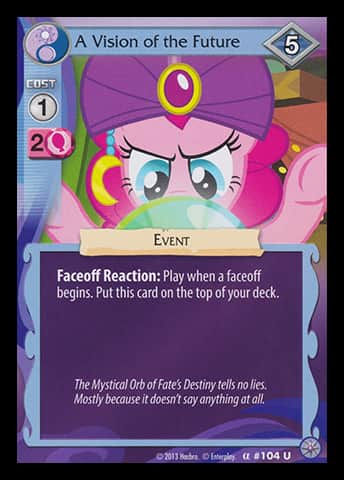 A Vision of the Future
5
COST
1
2
EVENT
Faceoff Reaction: Play when a faceoff
begins. Put this card on the top of your deck.
The Mystical Orb of Fate's Destiny tells no lies.
Mostly because it doesn't say anything at all.
© 2013 Hasbro. © Enterplay. α #104 U